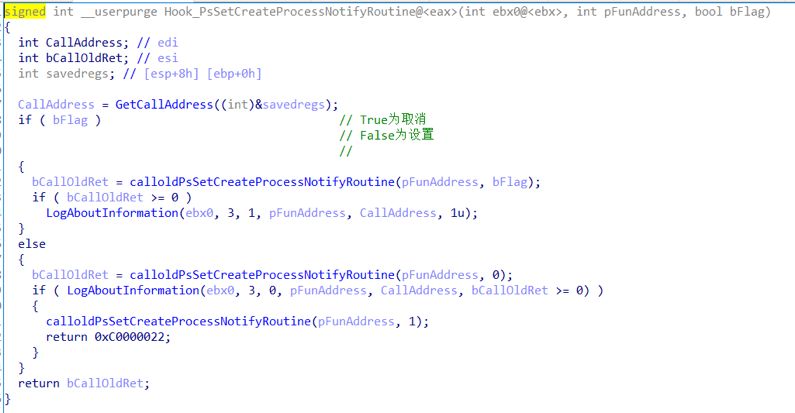 signed int __userpurge Hook_PsSetCreateProcessNotifyRoutine@<eax>(int ebx0@<ebx>, int pFunAddress, bool bFlag)
{
int CallAddress; // edi
int bCallOldRet; // esi
int savedregs; // [esp+8h] [ebp+0h]
CallAddress = GetCallAddress((int)&savedregs);
if ( bFlag ) // True为取消
// False为设置
//
{
bCallOldRet = calloldPsSetCreateProcessNotifyRoutine(pFunAddress, bFlag);
if ( bCallOldRet >= 0 )
LogAboutInformation(ebx0, 3, 1, pFunAddress, CallAddress, 1u);
}
else
{
bCallOldRet = calloldPsSetCreateProcessNotifyRoutine(pFunAddress, 0);
if ( LogAboutInformation(ebx0, 3, 0, pFunAddress, CallAddress, bCallOldRet >= 0) )
{
calloldPsSetCreateProcessNotifyRoutine(pFunAddress, 1);
return 0xC0000022;
}
}
return bCallOldRet;
}